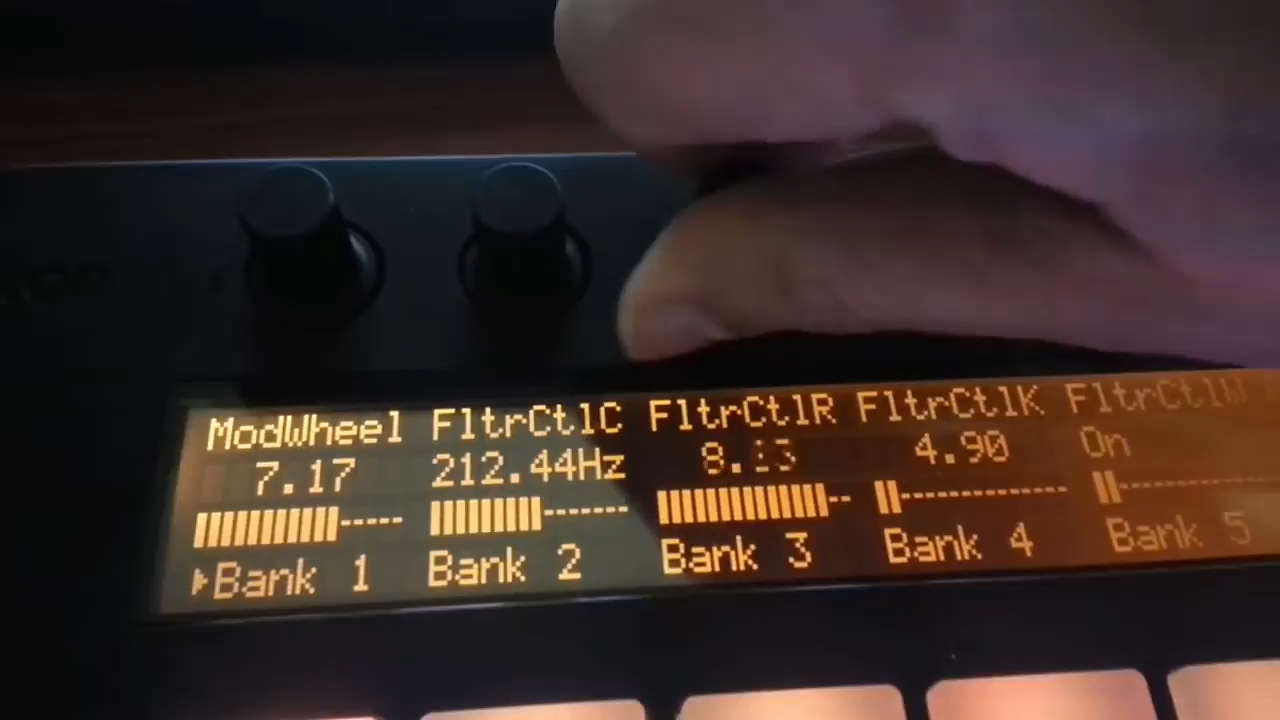 ModWheel FltrCtlC FltrCtlR FltrCtlK FltrCtlW
7.17 212.44Hz 4.90 On
▸Bank 1 Bank 2 Bank 3 Bank 4 Bank 5